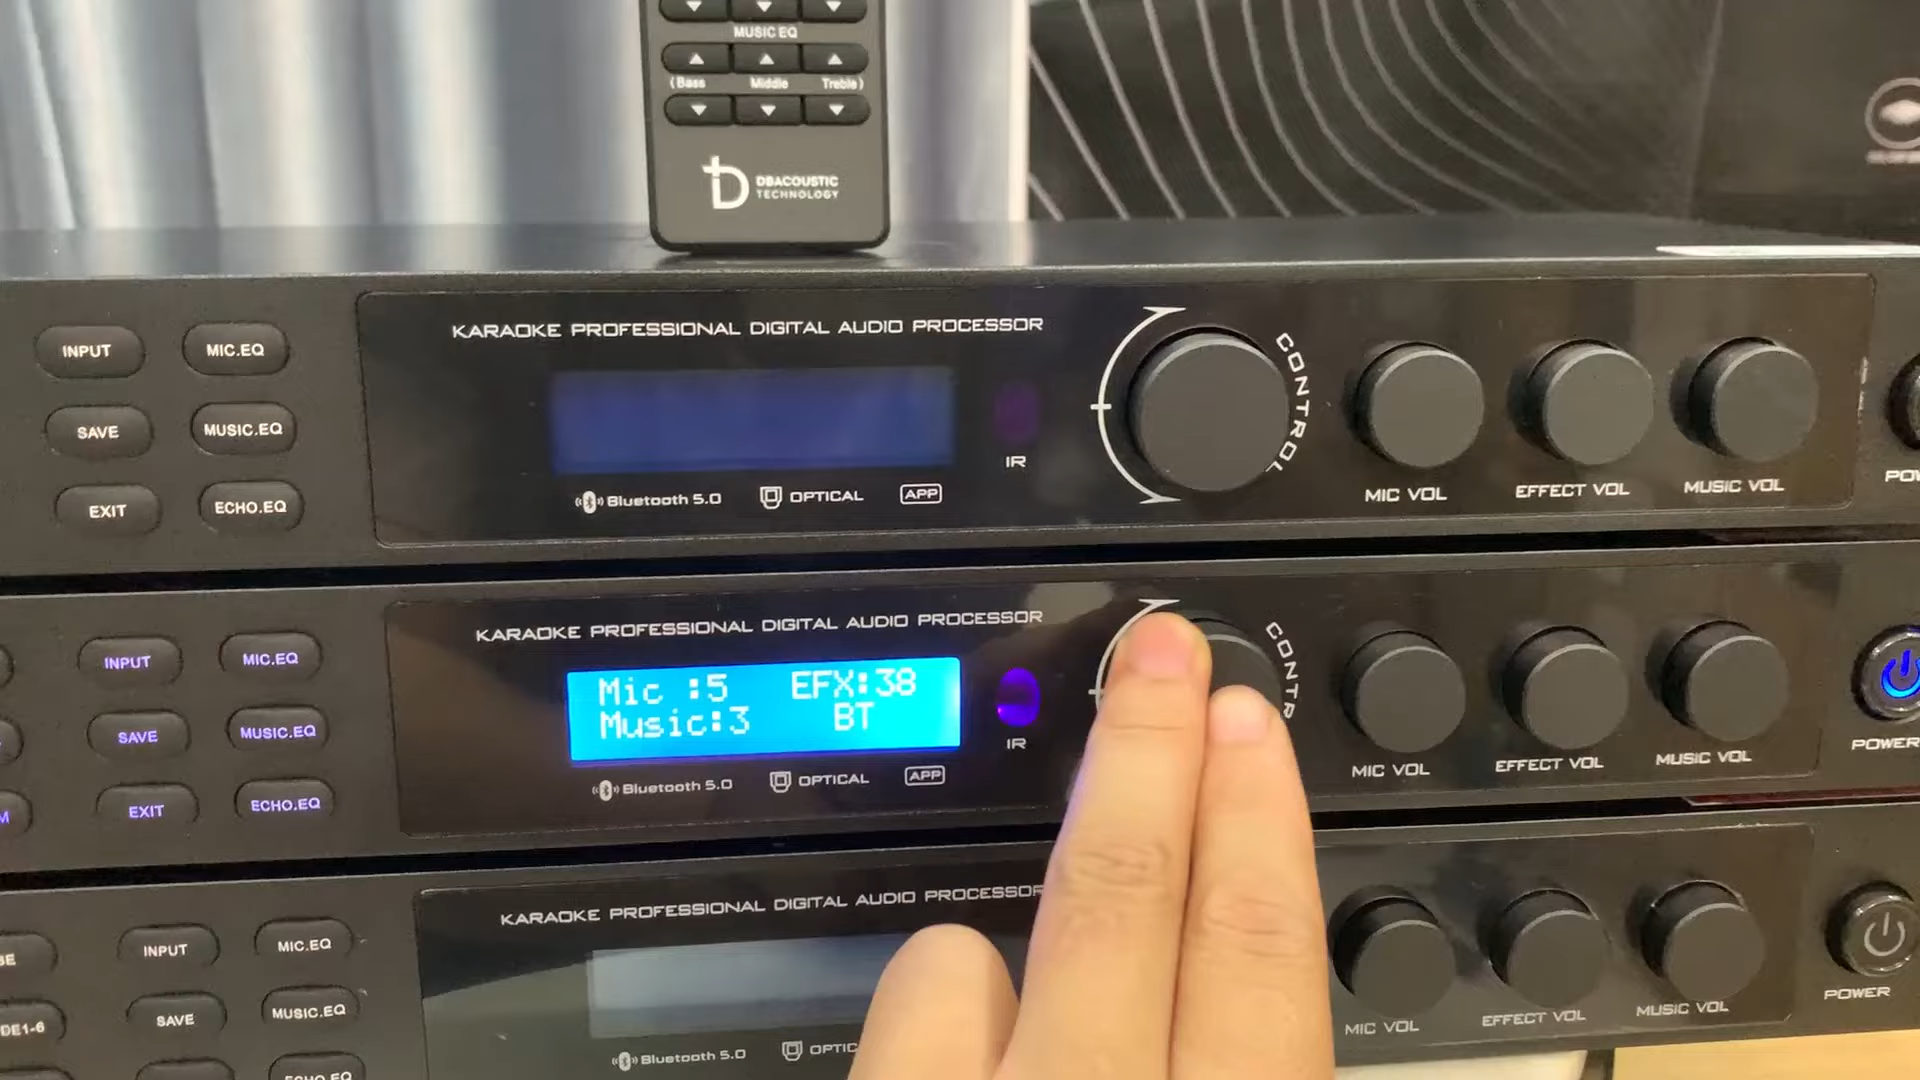 MUSIC EQ
(Bass Middle Treble)
DBACOUSTIC
TECHNOLOGY
KARAOKE PROFESSIONAL DIGITAL AUDIO PROCESSOR
INPUT MIC.EQ
SAVE MUSIC.EQ
EXIT ECHO.EQ
IR
Bluetooth 5.0 OPTICAL APP
CONTROL
MIC VOL EFFECT VOL MUSIC VOL
KARAOKE PROFESSIONAL DIGITAL AUDIO PROCESSOR
INPUT MIC.EQ
SAVE MUSIC.EQ
EXIT ECHO.EQ
Mic :5 EFX:38
Music:3 BT
IR
Bluetooth 5.0 OPTICAL APP
MIC VOL EFFECT VOL MUSIC VOL
POWER
KARAOKE PROFESSIONAL DIGITAL AUDIO PROCESSOR
INPUT MIC.EQ
SAVE MUSIC.EQ
ECHO.EQ
Bluetooth 5.0
MIC VOL EFFECT VOL MUSIC VOL
POWER